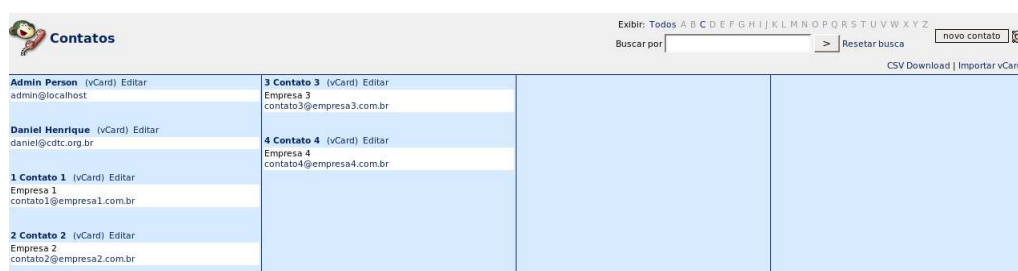 Contatos
Exibir: Todos A B C D E F G H I J K L M N O P Q R S T U V W X Y Z
Buscar por > Resetar busca
novo contato
CSV Download | Importar vCard
Admin Person (vCard) Editar
admin@localhost
Daniel Henrique (vCard) Editar
daniel@cdtc.org.br
1 Contato 1 (vCard) Editar
Empresa 1
contato1@empresa1.com.br
2 Contato 2 (vCard) Editar
Empresa 2
contato2@empresa2.com.br
3 Contato 3 (vCard) Editar
Empresa 3
contato3@empresa3.com.br
4 Contato 4 (vCard) Editar
Empresa 4
contato4@empresa4.com.br